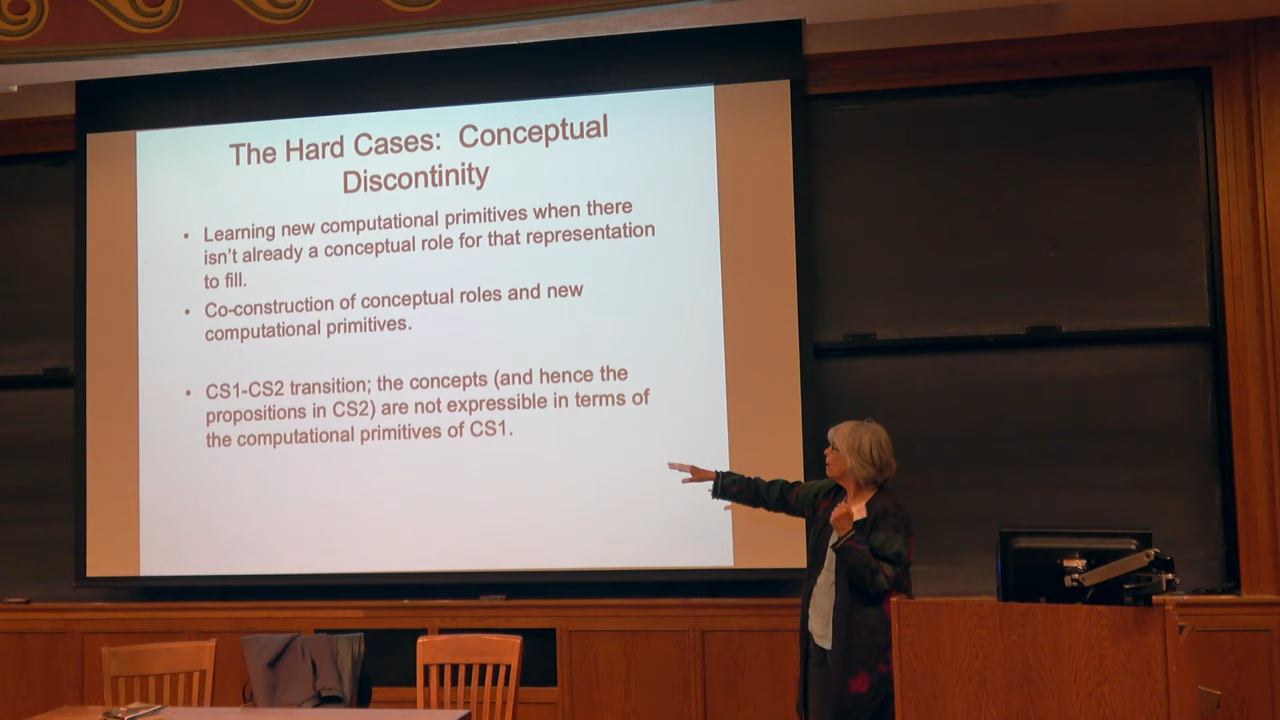 The Hard Cases: Conceptual
Discontinity
• Learning new computational primitives when there
isn't already a conceptual role for that representation
to fill.
• Co-construction of conceptual roles and new
computational primitives.
• CS1-CS2 transition; the concepts (and hence the
propositions in CS2) are not expressible in terms of
the computational primitives of CS1.